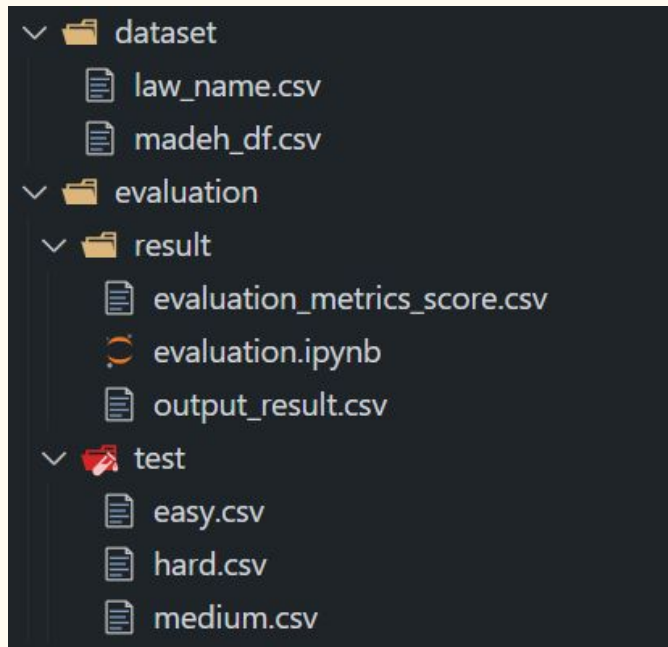 dataset
law_name.csv
madeh_df.csv
evaluation
result
evaluation_metrics_score.csv
evaluation.ipynb
output_result.csv
test
easy.csv
hard.csv
medium.csv